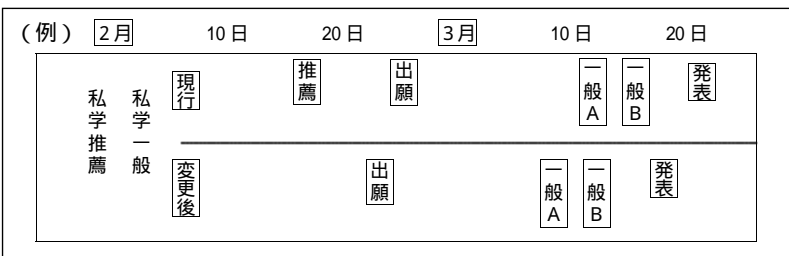 (例) 2月 10日 20日 3月 10日 20日
私学推薦
私学一般
現行 推薦 出願 一般A 一般B 発表
変更後 出願 一般A 一般B 発表